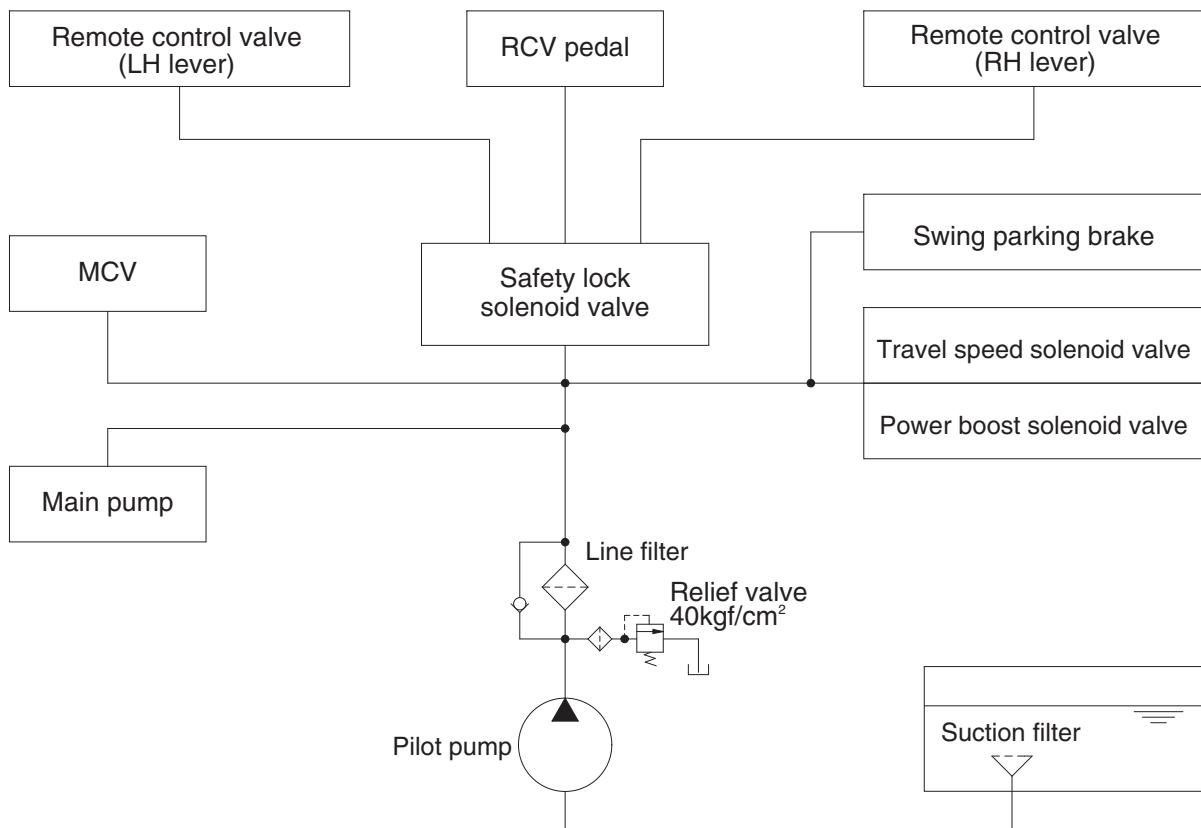 Remote control valve
(LH lever)
RCV pedal
Remote control valve
(RH lever)
Swing parking brake
MCV
Safety lock
solenoid valve
Travel speed solenoid valve
Power boost solenoid valve
Main pump
Line filter
Relief valve
40kgf/cm²
Pilot pump
Suction filter